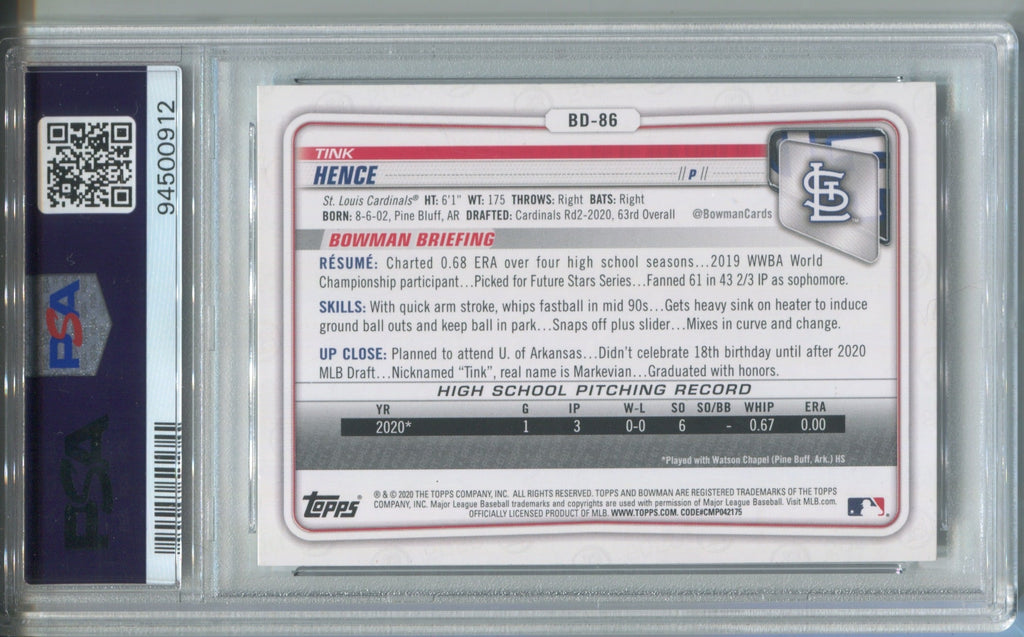 94500912
PSA
PSA
BD-86
TINK
HENCE
// P //
St. Louis Cardinals® HT: 6'1" WT: 175 THROWS: Right BATS: Right
BORN: 8-6-02, Pine Bluff, AR DRAFTED: Cardinals Rd2-2020, 63rd Overall @BowmanCards
STL
BOWMAN BRIEFING
RÉSUMÉ: Charted 0.68 ERA over four high school seasons...2019 WWBA World
Championship participant...Picked for Future Stars Series...Fanned 61 in 43 2/3 IP as sophomore.
SKILLS: With quick arm stroke, whips fastball in mid 90s...Gets heavy sink on heater to induce
ground ball outs and keep ball in park...Snaps off plus slider...Mixes in curve and change.
UP CLOSE: Planned to attend U. of Arkansas...Didn't celebrate 18th birthday until after 2020
MLB Draft...Nicknamed "Tink", real name is Markevian...Graduated with honors.
HIGH SCHOOL PITCHING RECORD
YR G IP W-L SO SO/BB WHIP ERA
2020* 1 3 0-0 6 - 0.67 0.00
*Played with Watson Chapel (Pine Buff, Ark.) HS
Topps
® & © 2020 THE TOPPS COMPANY, INC. ALL RIGHTS RESERVED. TOPPS AND BOWMAN ARE REGISTERED TRADEMARKS OF THE TOPPS
COMPANY, INC. Major League Baseball trademarks and copyrights are used with permission of Major League Baseball. Visit MLB.com.
OFFICIALLY LICENSED PRODUCT OF MLB. WWW.TOPPS.COM. CODE#CMP042175